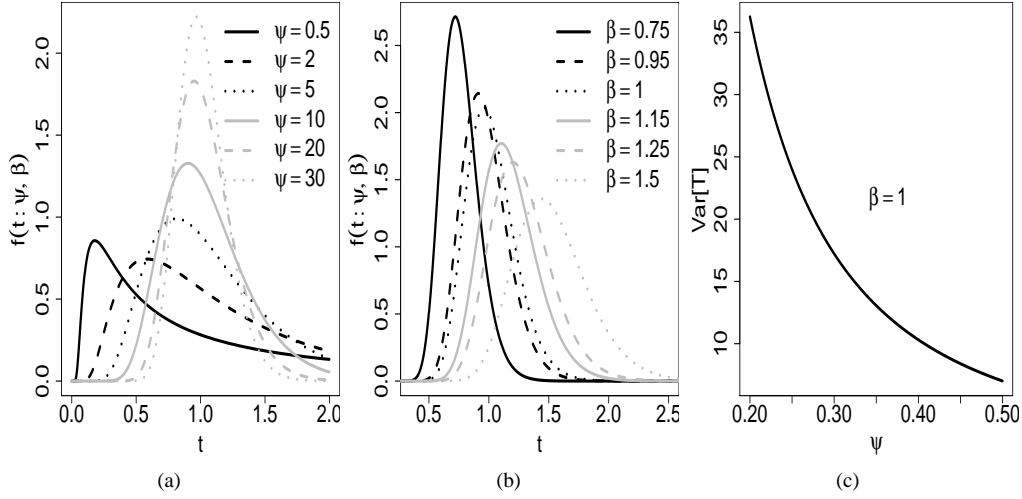 f(t : ψ, β)
2.0
1.5
1.0
0.5
0.0
ψ = 0.5
ψ = 2
ψ = 5
ψ = 10
ψ = 20
ψ = 30
0.0 0.5 1.0 1.5 2.0
t
(a)
f(t : ψ, β)
2.5
2.0
1.5
1.0
0.5
0.0
β = 0.75
β = 0.95
β = 1
β = 1.15
β = 1.25
β = 1.5
0.5 1.0 1.5 2.0 2.5
t
(b)
Var[T]
35
30
25
20
15
10
β = 1
0.20 0.30 0.40 0.50
ψ
(c)